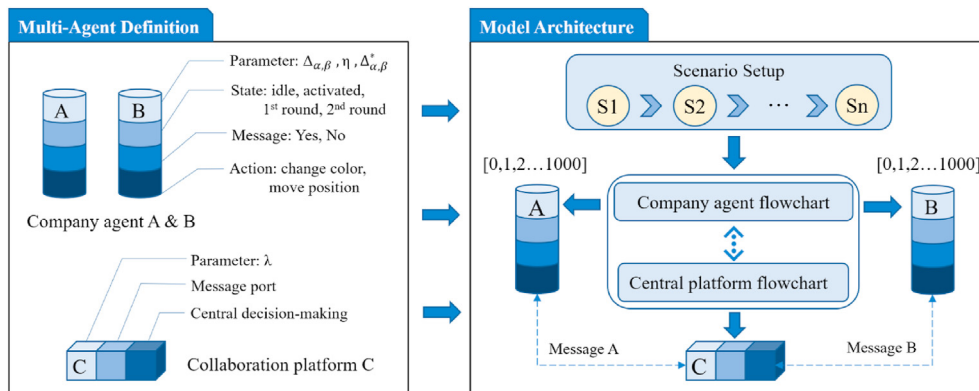 Multi-Agent Definition
Parameter: Δα,β , η , Δ*α,β
State: idle, activated,
1st round, 2nd round
Message: Yes, No
Action: change color,
move position
A
B
Company agent A & B
Parameter: λ
Message port
Central decision-making
C
Collaboration platform C
Model Architecture
Scenario Setup
S1
S2
...
Sn
[0,1,2...1000]
[0,1,2...1000]
A
Company agent flowchart
B
Central platform flowchart
Message A
C
Message B